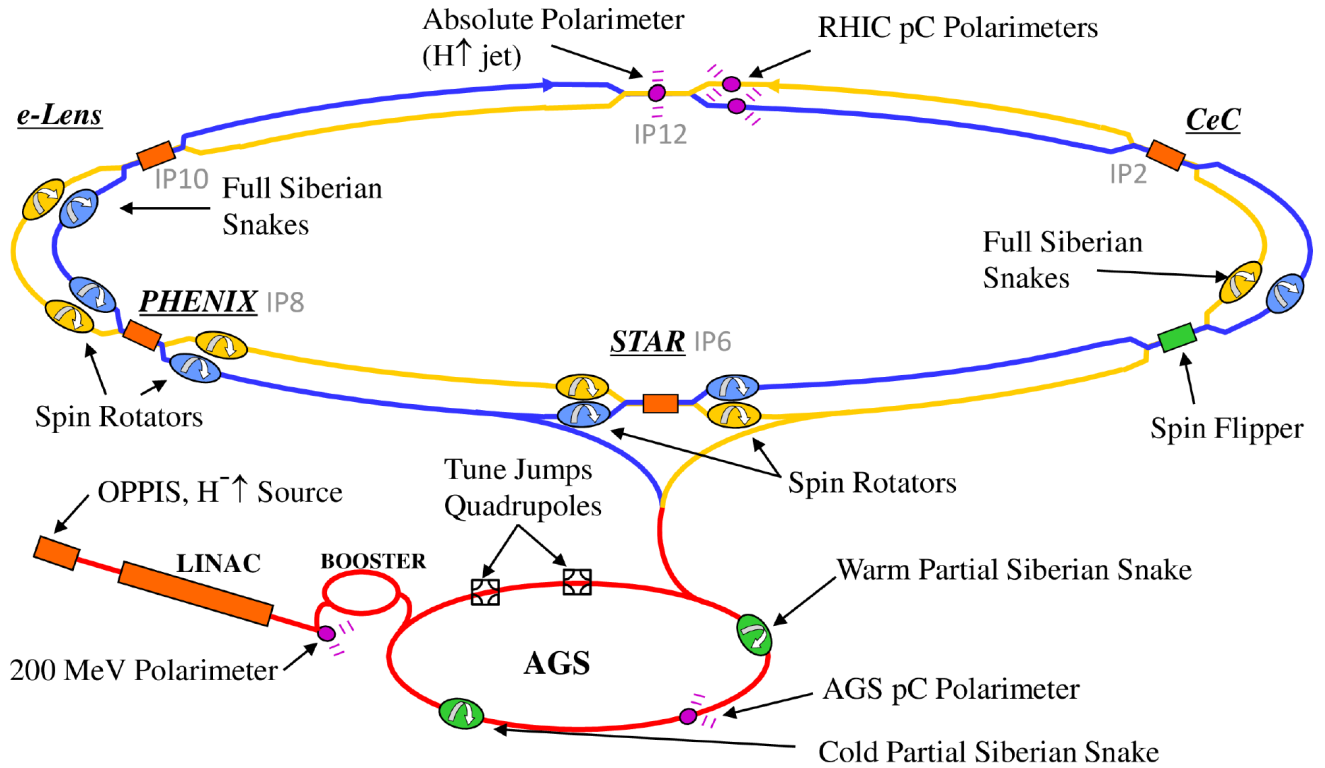 Absolute Polarimeter
(H↑ jet)
RHIC pC Polarimeters
e-Lens
CeC
IP12
IP10
IP2
Full Siberian
Snakes
Full Siberian
Snakes
PHENIX IP8
STAR IP6
Spin Rotators
Spin Flipper
Tune Jumps
Quadrupoles
Spin Rotators
OPPIS, H⁻↑ Source
LINAC
BOOSTER
Warm Partial Siberian Snake
200 MeV Polarimeter
AGS
AGS pC Polarimeter
Cold Partial Siberian Snake